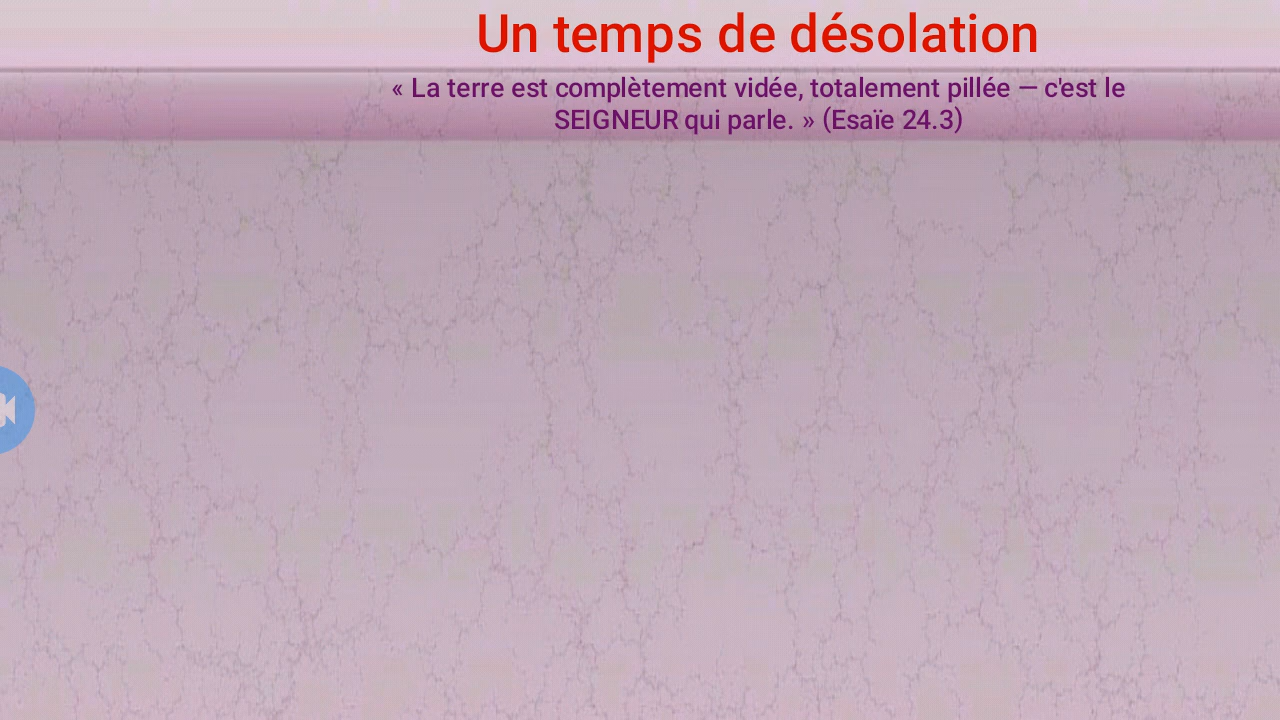 Un temps de désolation
« La terre est complètement vidée, totalement pillée — c'est le
SEIGNEUR qui parle. » (Esaïe 24.3)